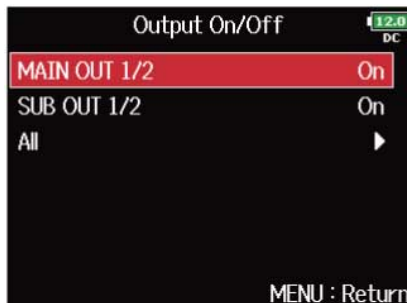 Output On/Off
12.0
DC
MAIN OUT 1/2 On
SUB OUT 1/2 On
All
MENU : Return